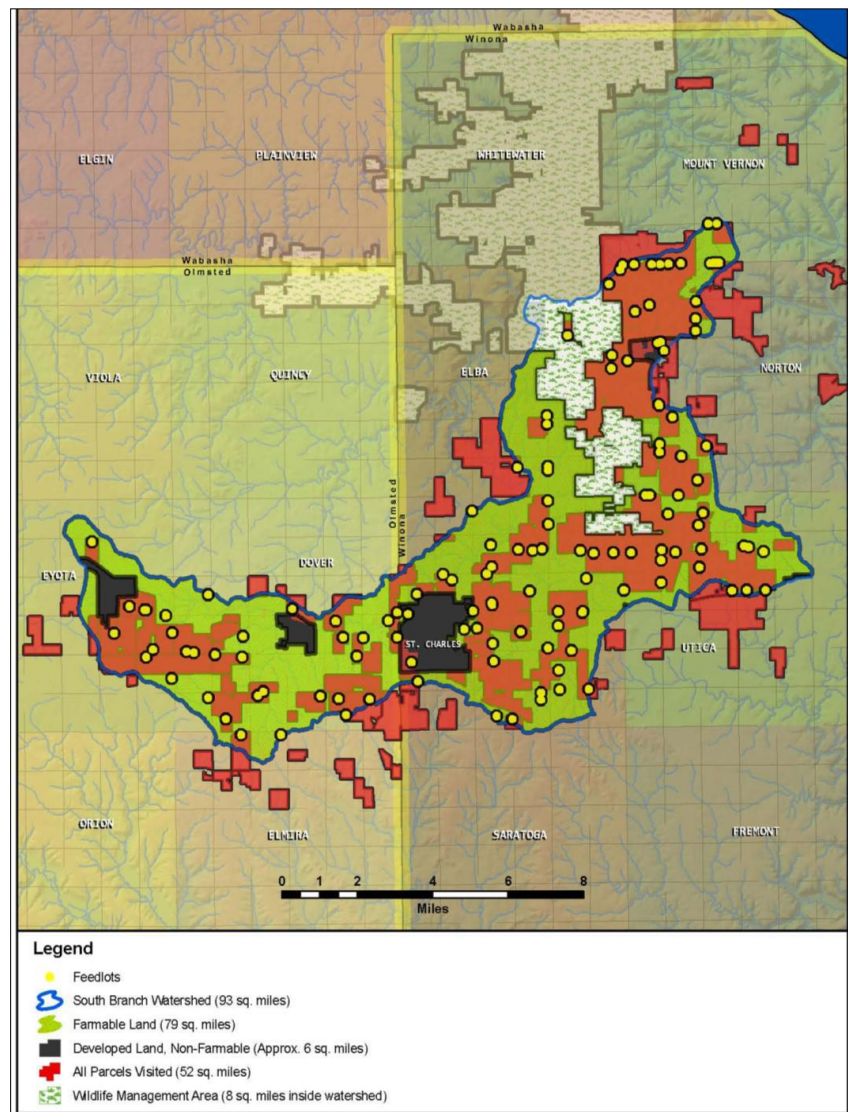 Wabasha
Winona
ELGIN
PLAINVIEW
WHITEWATER
MOUNT VERNON
Wabasha
Olmsted
VIOLA
QUINCY
ELBA
NORTON
Olmsted
Winona
DOVER
EYOTA
ST. CHARLES
UTICA
ORION
ELMIRA
SARATOGA
FREMONT
0 1 2 4 6 8
Miles
Legend
Feedlots
South Branch Watershed (93 sq. miles)
Farmable Land (79 sq. miles)
Developed Land, Non-Farmable (Approx. 6 sq. miles)
All Parcels Visited (52 sq. miles)
Wildlife Management Area (8 sq. miles inside watershed)